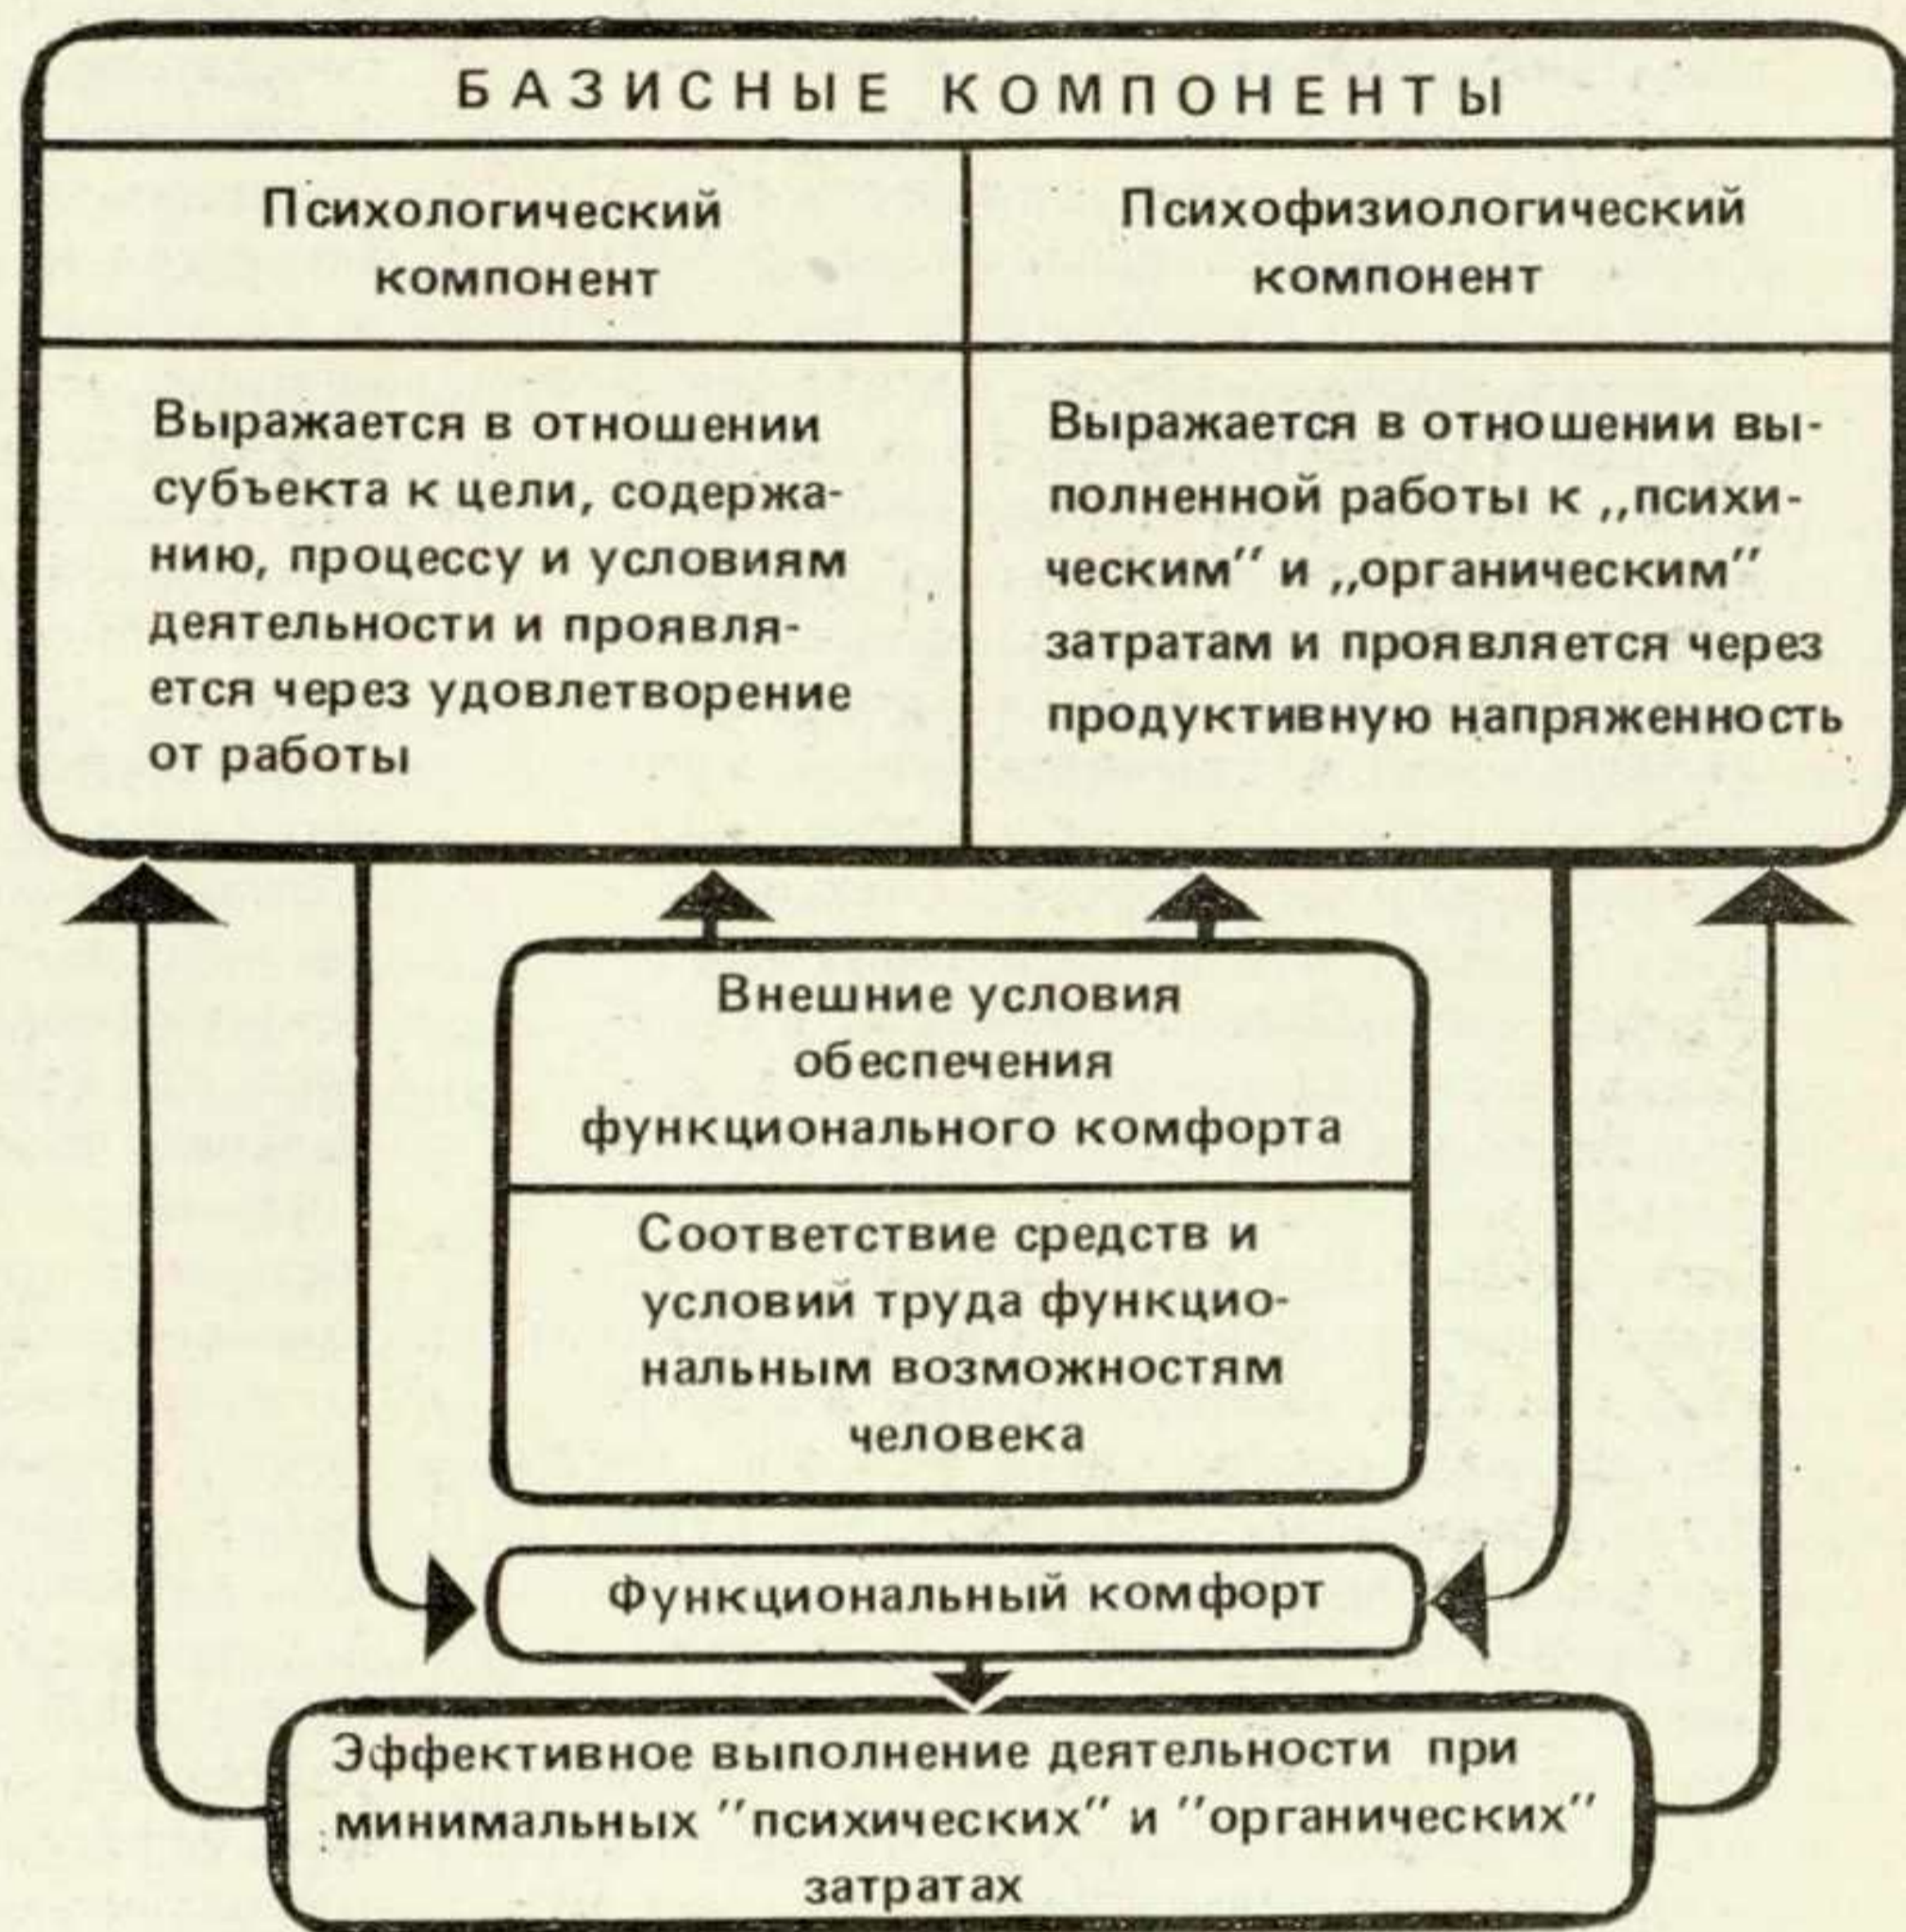 БАЗИСНЫЕ КОМПОНЕНТЫ
Психологический
компонент
Выражается в отношении
субъекта к цели, содержа-
нию, процессу и условиям
деятельности и проявля-
ется через удовлетворение
от работы
Психофизиологический
компонент
Выражается в отношении вы-
полненной работы к ,,психи-
ческим'' и ,,органическим''
затратам и проявляется через
продуктивную напряженность
Внешние условия
обеспечения
функционального комфорта
Соответствие средств и
условий труда функцио-
нальным возможностям
человека
Функциональный комфорт
Эффективное выполнение деятельности при
минимальных ''психических'' и ''органических''
затратах